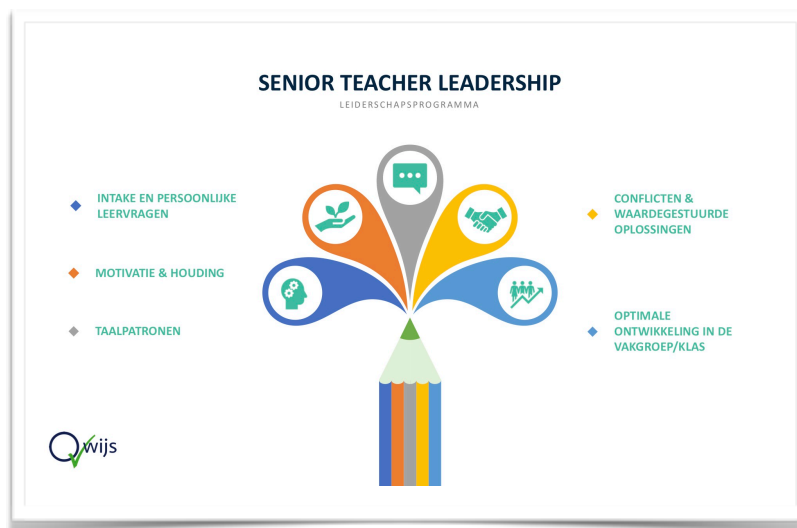 SENIOR TEACHER LEADERSHIP
LEIDERSCHAPSPROGRAMMA
INTAKE EN PERSOONLIJKE
LEERVRAGEN
MOTIVATIE & HOUDING
TAALPATRONEN
CONFLICTEN &
WAARDEGESTUURDE
OPLOSSINGEN
OPTIMALE
ONTWIKKELING IN DE
VAKGROEP/KLAS
Qwijs